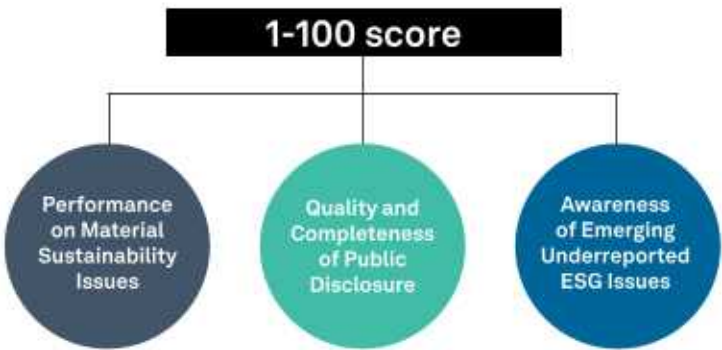 1-100 score
Performance
on Material
Sustainability
Issues
Quality and
Completeness
of Public
Disclosure
Awareness
of Emerging
Underreported
ESG Issues